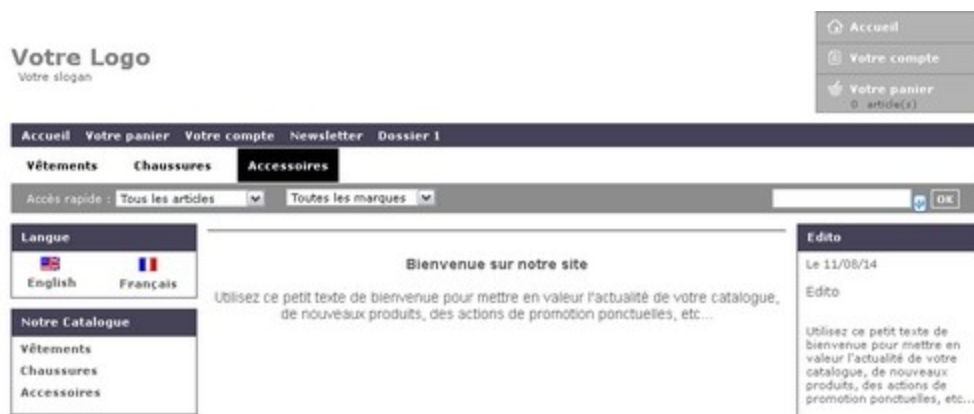 Accueil
Votre compte
Votre panier
0 article(s)
Votre Logo
Votre slogan
Accueil Votre panier Votre compte Newsletter Dossier 1
Vêtements Chaussures Accessoires
Accès rapide : Tous les articles Toutes les marques OK
Langue
English Français
Notre Catalogue
Vêtements
Chaussures
Accessoires
Bienvenue sur notre site
Utilisez ce petit texte de bienvenue pour mettre en valeur l'actualité de votre catalogue,
de nouveaux produits, des actions de promotion ponctuelles, etc...
Edito
Le 11/08/14
Edito
Utilisez ce petit texte de
bienvenue pour mettre en
valeur l'actualité de votre
catalogue, de nouveaux
produits, des actions de
promotion ponctuelles, etc...